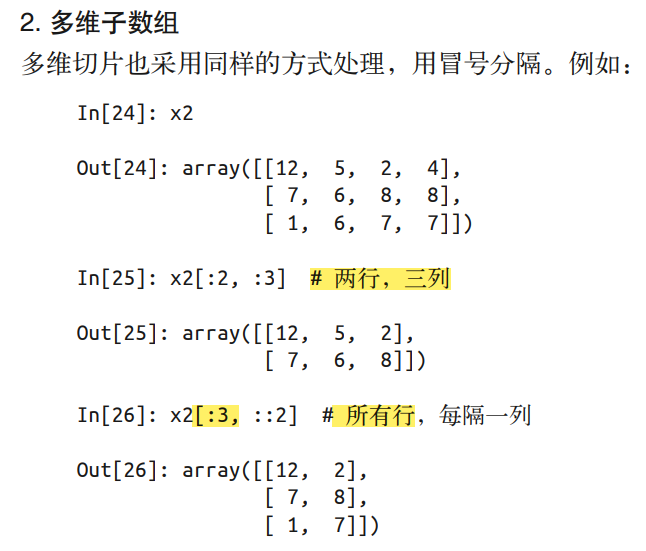 2. 多维子数组
多维切片也采用同样的方式处理，用冒号分隔。例如：
In[24]: x2
Out[24]: array([[12,  5,  2,  4],
                [ 7,  6,  8,  8],
                [ 1,  6,  7,  7]])
In[25]: x2[:2, :3]  # 两行，三列
Out[25]: array([[12,  5,  2],
                [ 7,  6,  8]])
In[26]: x2[:3, ::2]  # 所有行，每隔一列
Out[26]: array([[12,  2],
                [ 7,  8],
                [ 1,  7]])